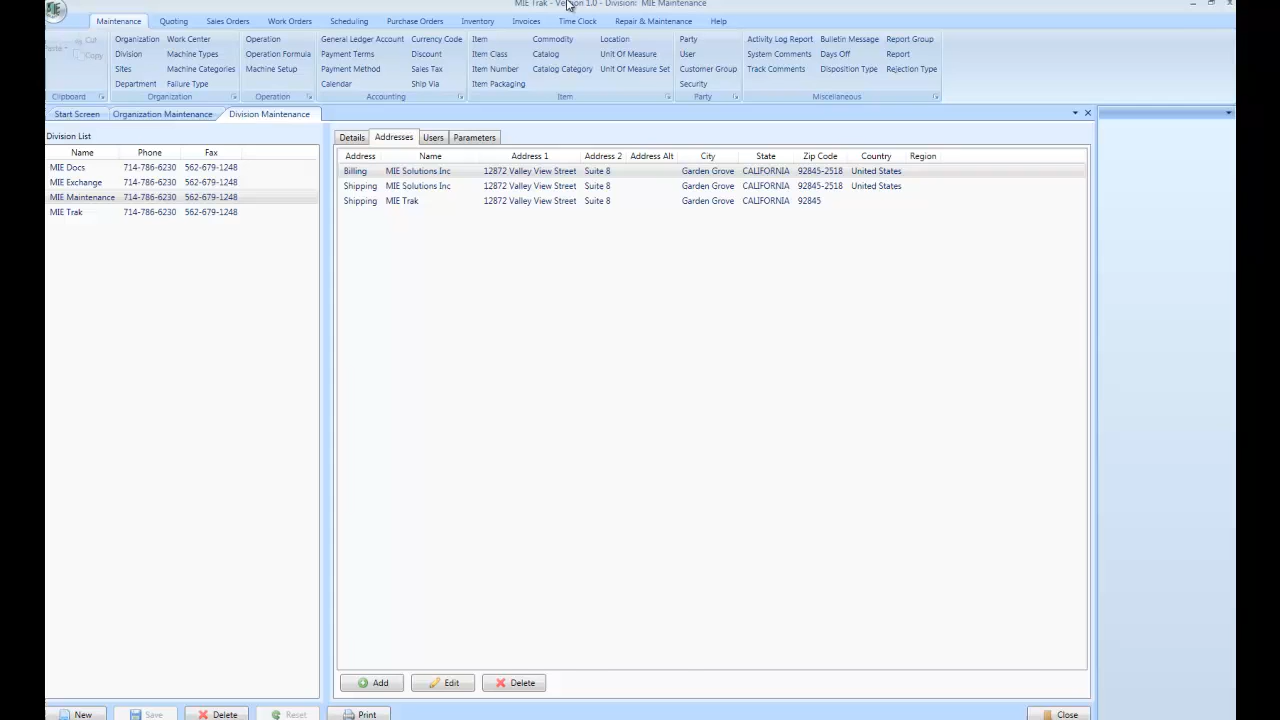 MIE Trak - Version 1.0 - Division: MIE Maintenance
Maintenance Quoting Sales Orders Work Orders Scheduling Purchase Orders Inventory Invoices Time Clock Repair & Maintenance Help
Cut
Copy
Clipboard
Organization Work Center
Division Machine Types
Sites Machine Categories
Department Failure Type
Organization
Operation
Operation Formula
Machine Setup
Operation
General Ledger Account Currency Code
Payment Terms Discount
Payment Method Sales Tax
Calendar Ship Via
Accounting
Item Commodity Location
Item Class Catalog Unit Of Measure
Item Number Catalog Category Unit Of Measure Set
Item Packaging
Item
Party
User
Customer Group
Security
Party
Activity Log Report Bulletin Message Report Group
System Comments Days Off Report
Track Comments Disposition Type Rejection Type
Miscellaneous
Start Screen Organization Maintenance Division Maintenance
Division List
Name Phone Fax
MIE Docs 714-786-6230 562-679-1248
MIE Exchange 714-786-6230 562-679-1248
MIE Maintenance 714-786-6230 562-679-1248
MIE Trak 714-786-6230 562-679-1248
Details Addresses Users Parameters
Address Name Address 1 Address 2 Address Alt City State Zip Code Country Region
Billing MIE Solutions Inc 12872 Valley View Street Suite 8 Garden Grove CALIFORNIA 92845-2518 United States
Shipping MIE Solutions Inc 12872 Valley View Street Suite 8 Garden Grove CALIFORNIA 92845-2518 United States
Shipping MIE Trak 12872 Valley View Street Suite 8 Garden Grove CALIFORNIA 92845
Add Edit Delete
New Save Delete Reset Print Close